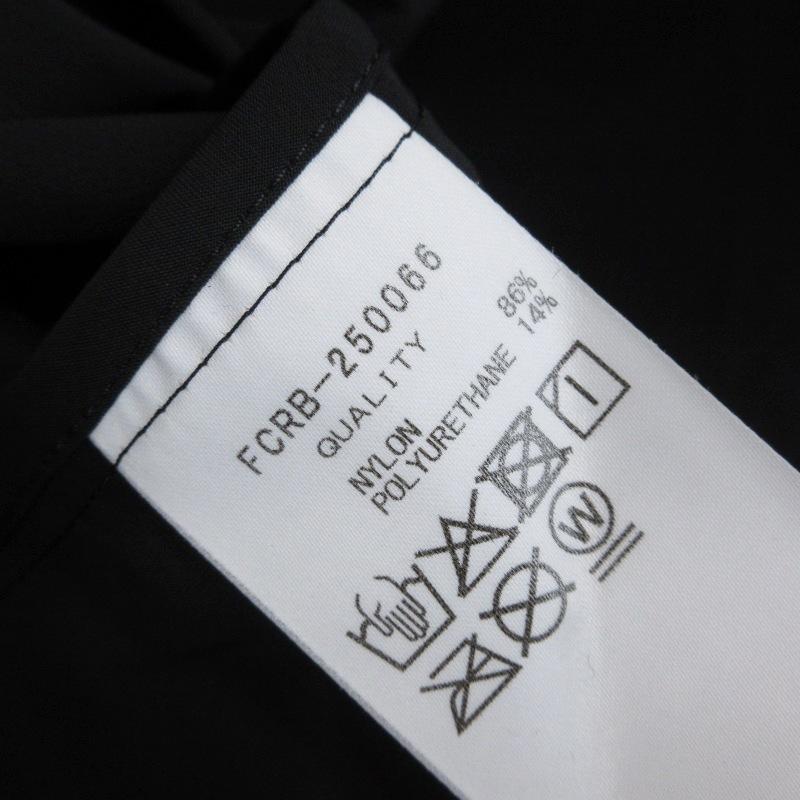 FCRB-250066
QUALITY
NYLON 86%
POLYURETHANE 14%
W